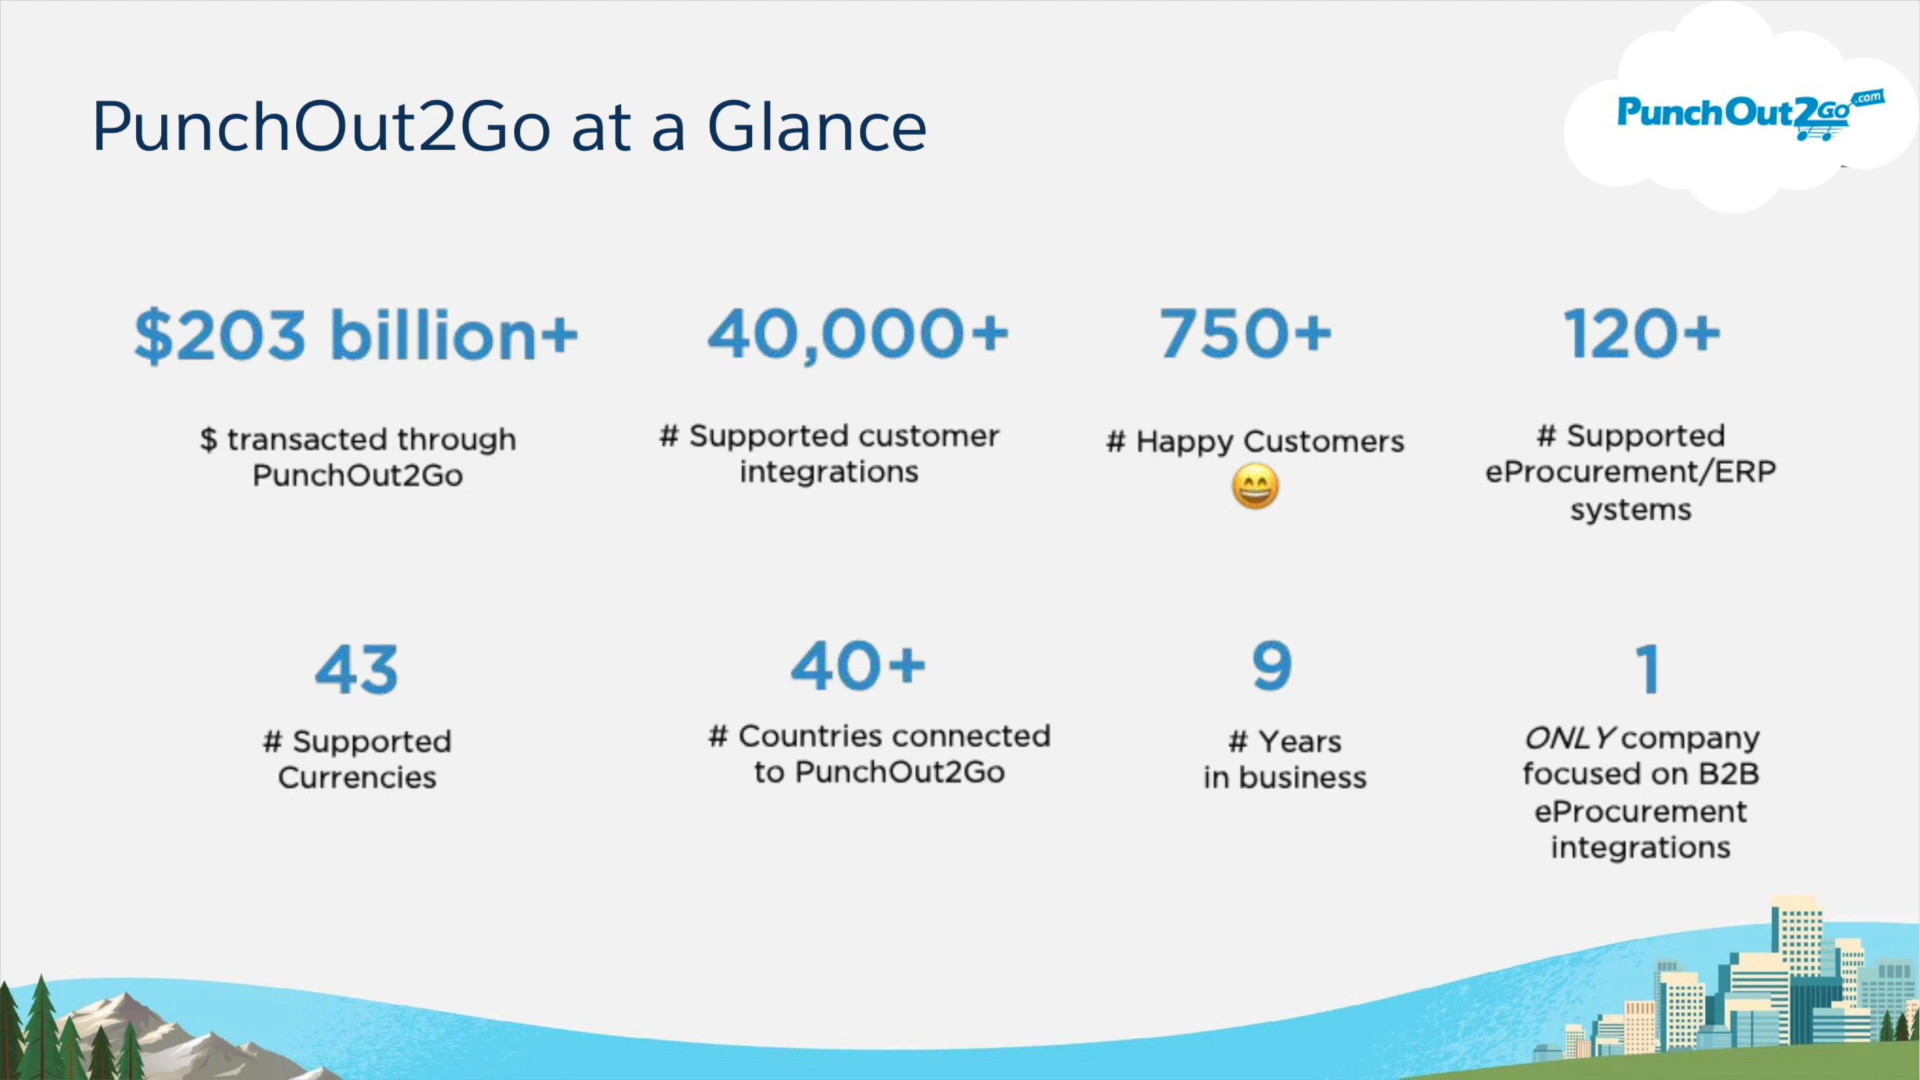 PunchOut2Go.com
PunchOut2Go at a Glance
$203 billion+
$ transacted through
PunchOut2Go
40,000+
# Supported customer
integrations
750+
# Happy Customers
120+
# Supported
eProcurement/ERP
systems
43
# Supported
Currencies
40+
# Countries connected
to PunchOut2Go
9
# Years
in business
1
ONLY company
focused on B2B
eProcurement
integrations